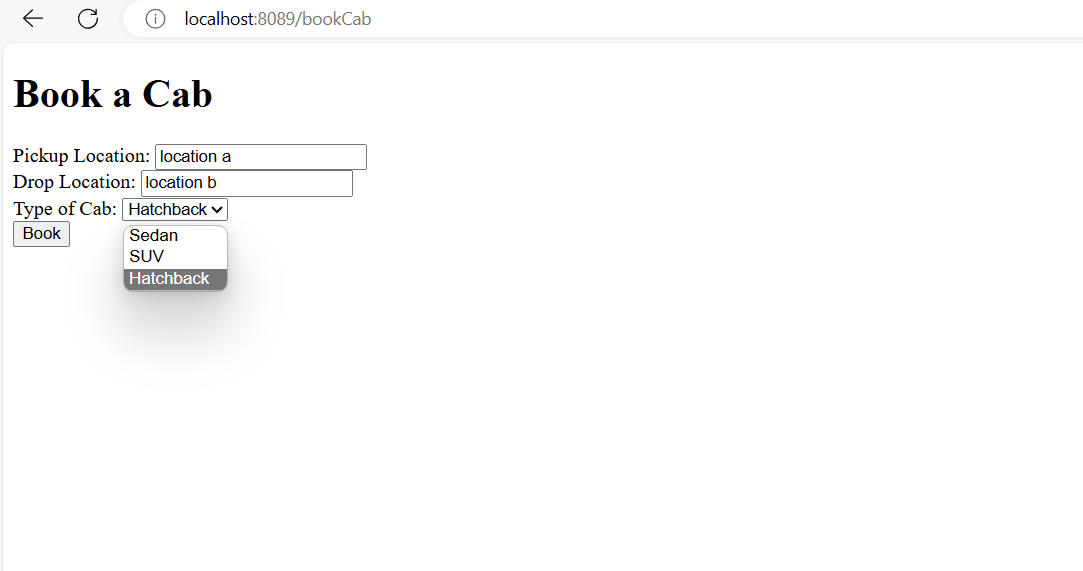 localhost:8089/bookCab
Book a Cab
Pickup Location: location a
Drop Location: location b
Type of Cab: Hatchback
Book
Sedan
SUV
Hatchback